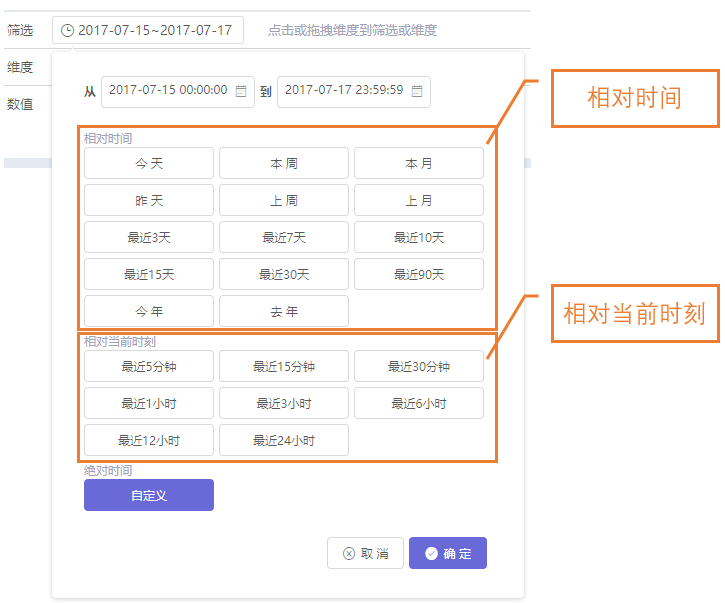 筛选 2017-07-15~2017-07-17 点击或拖拽维度到筛选或维度
维度
数值
从 2017-07-15 00:00:00 到 2017-07-17 23:59:59
相对时间
相对时间
今 天 本 周 本 月
昨 天 上 周 上 月
最近3天 最近7天 最近10天
最近15天 最近30天 最近90天
今 年 去 年
相对当前时刻
相对当前时刻
最近5分钟 最近15分钟 最近30分钟
最近1小时 最近3小时 最近6小时
最近12小时 最近24小时
绝对时间
自定义
取 消 确 定